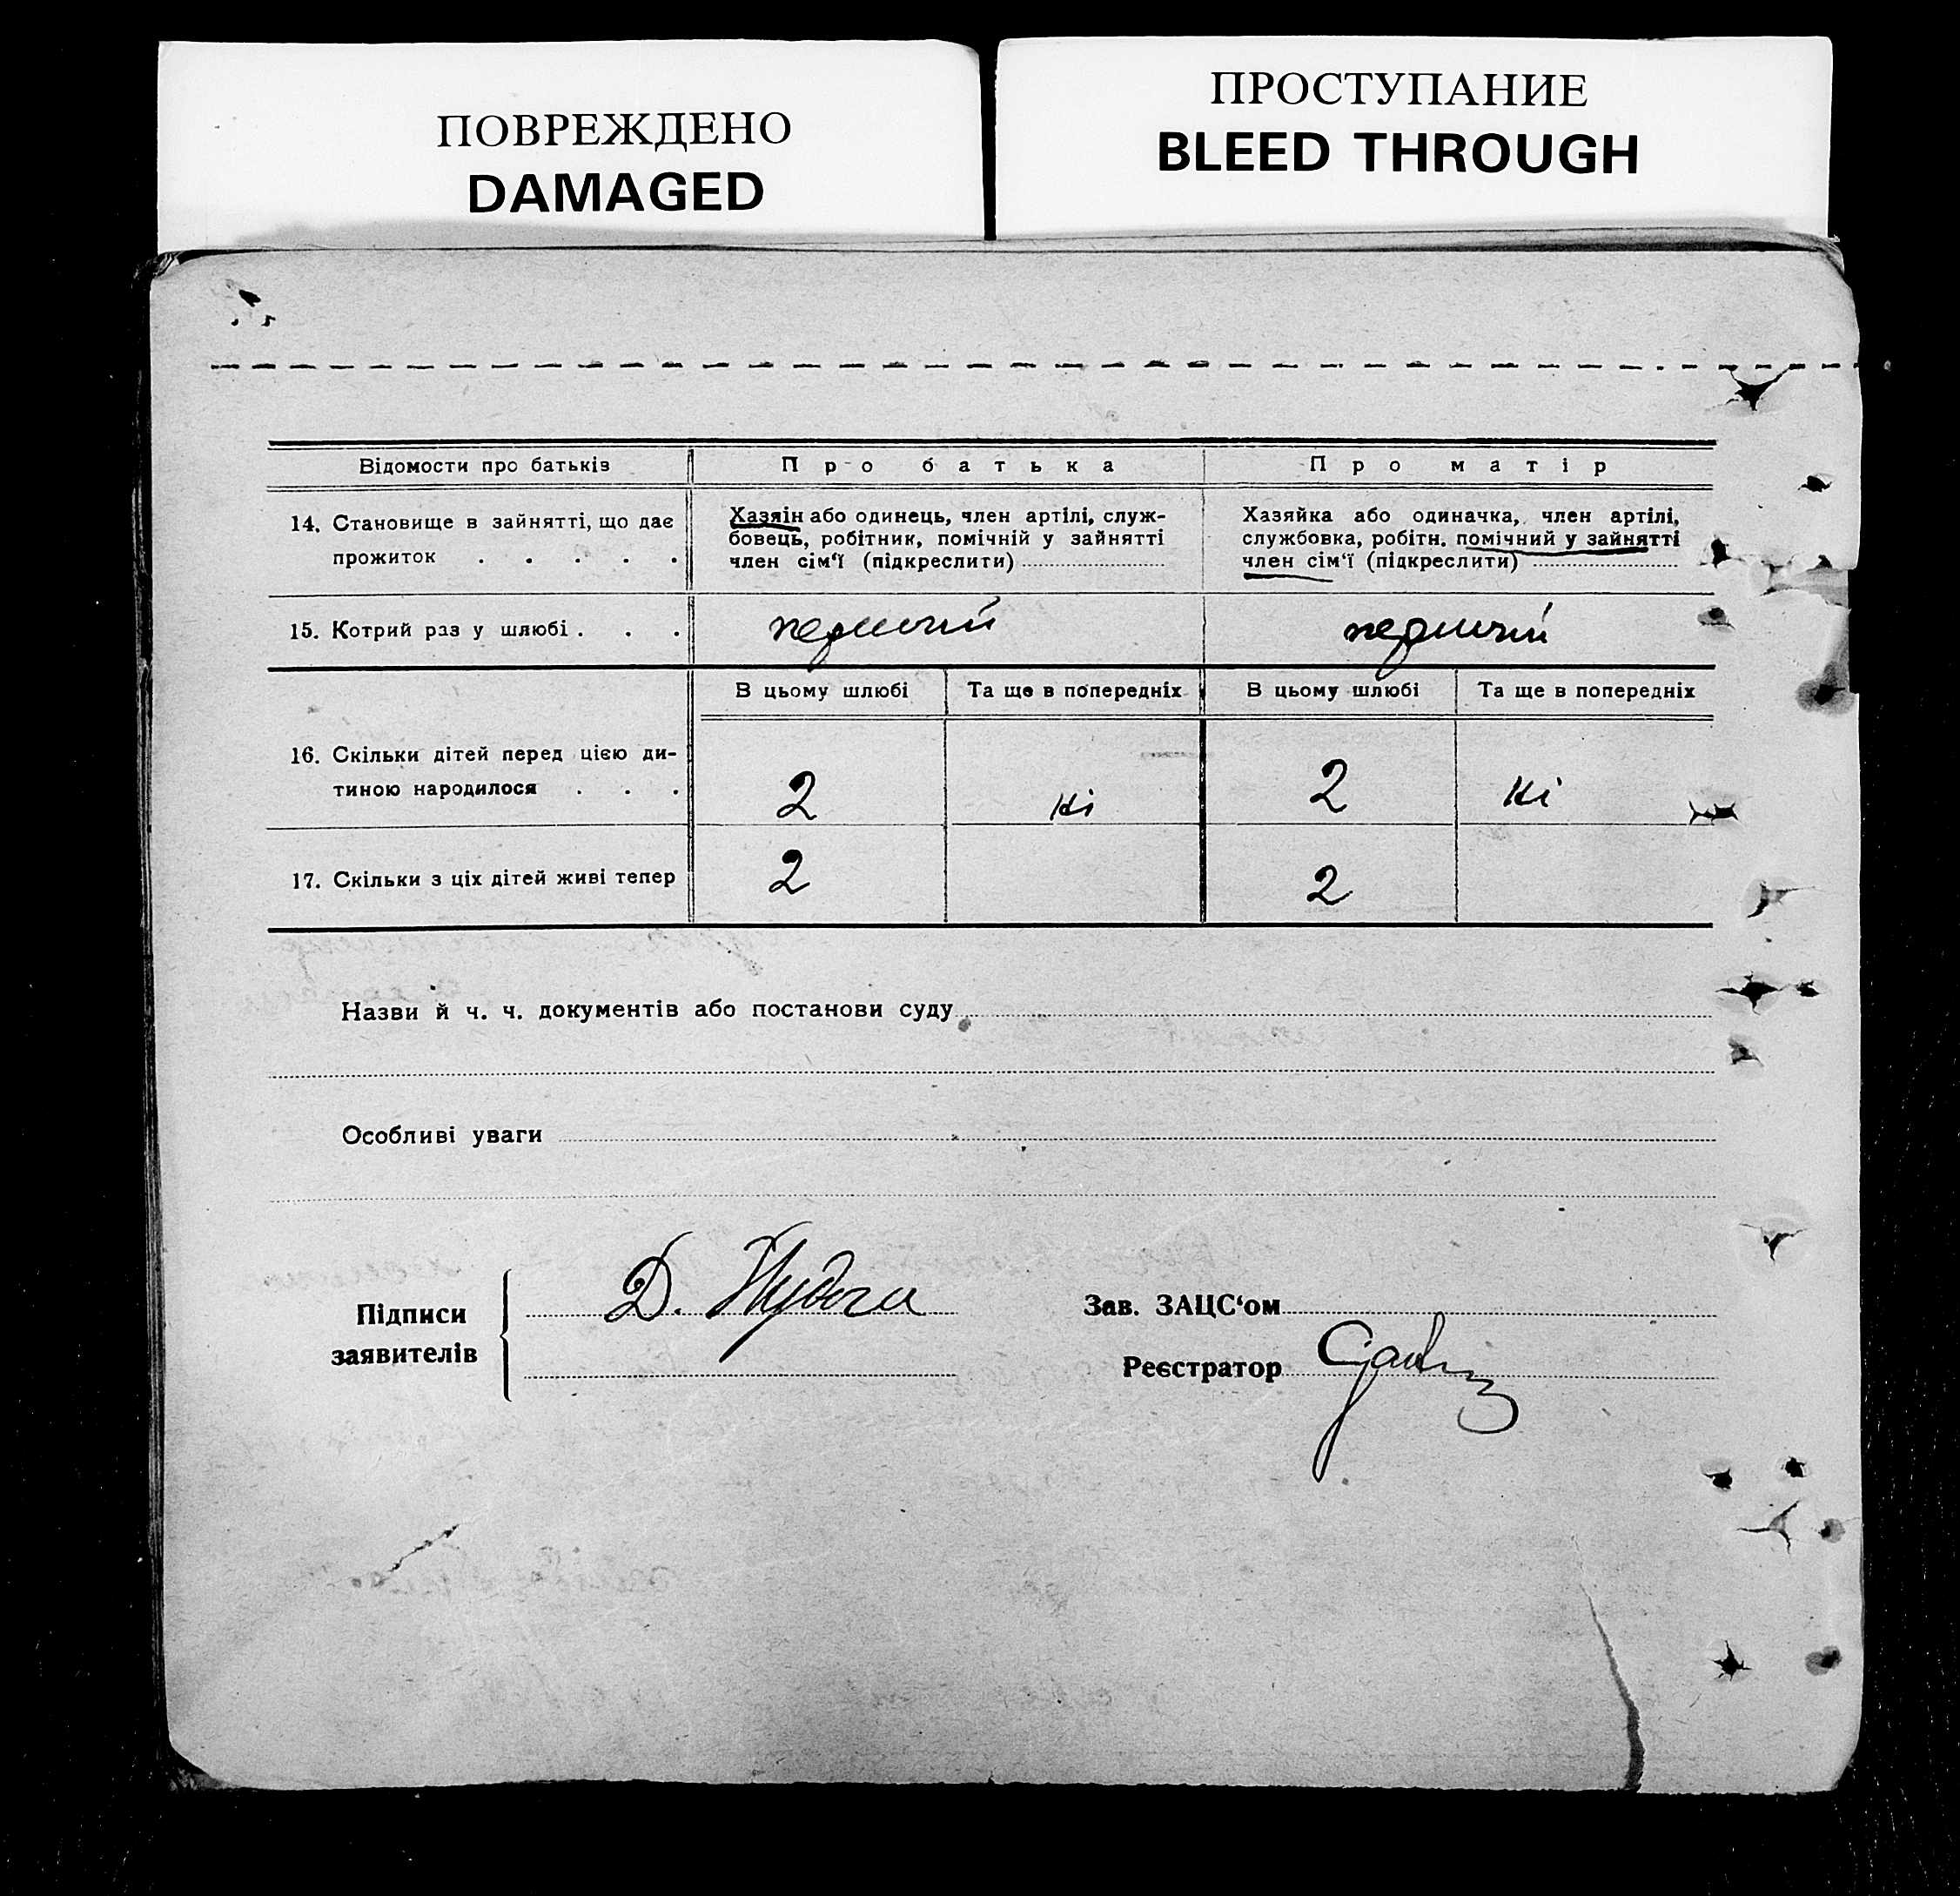 ПОВРЕЖДЕНО
DAMAGED
ПРОСТУПАНИЕ
BLEED THROUGH
Відомости про батьків
Про батька
Про матір
14. Становище в зайнятті, що дає
прожиток . . . . .
Хазяїн або одинець, член артілі, служ-
бовець, робітник, помічній у зайнятті
член сім‘ї (підкреслити)
Хазяйка або одиначка, член артілі,
службовка, робітн. помічний у зайнятті
член сім‘ї (підкреслити)
15. Котрий раз у шлюбі . . .
перший
перший
В цьому шлюбі
Та ще в попередніх
В цьому шлюбі
Та ще в попередніх
16. Скільки дітей перед цією ди-
тиною народилося . . .
2
ні
2
ні
17. Скільки з ціх дітей живі тепер
2
2
Назви й ч. ч. документів або постанови суду
Особливі уваги
Підписи
заявителів
Д.
Зав. ЗАЦС‘ом
Реєстратор